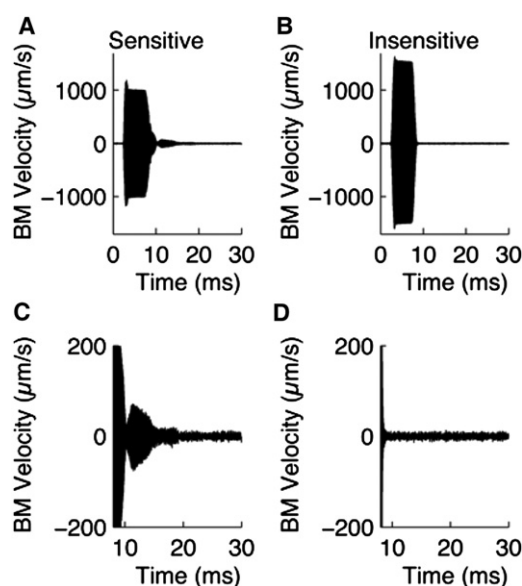 A
Sensitive
BM Velocity (µm/s)
1000
0
−1000
0 10 20 30
Time (ms)
B
Insensitive
BM Velocity (µm/s)
1000
0
−1000
0 10 20 30
Time (ms)
C
BM Velocity (µm/s)
200
0
−200
10 20 30
Time (ms)
D
BM Velocity (µm/s)
200
0
−200
10 20 30
Time (ms)